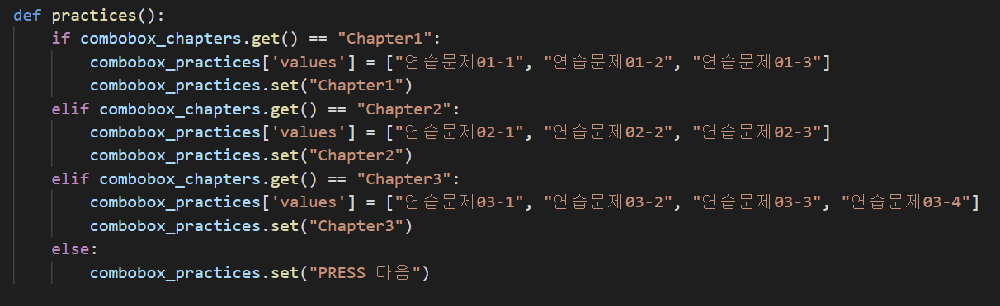 def practices():
    if combobox_chapters.get() == "Chapter1":
        combobox_practices['values'] = ["연습문제01-1", "연습문제01-2", "연습문제01-3"]
        combobox_practices.set("Chapter1")
    elif combobox_chapters.get() == "Chapter2":
        combobox_practices['values'] = ["연습문제02-1", "연습문제02-2", "연습문제02-3"]
        combobox_practices.set("Chapter2")
    elif combobox_chapters.get() == "Chapter3":
        combobox_practices['values'] = ["연습문제03-1", "연습문제03-2", "연습문제03-3", "연습문제03-4"]
        combobox_practices.set("Chapter3")
    else:
        combobox_practices.set("PRESS 다음")